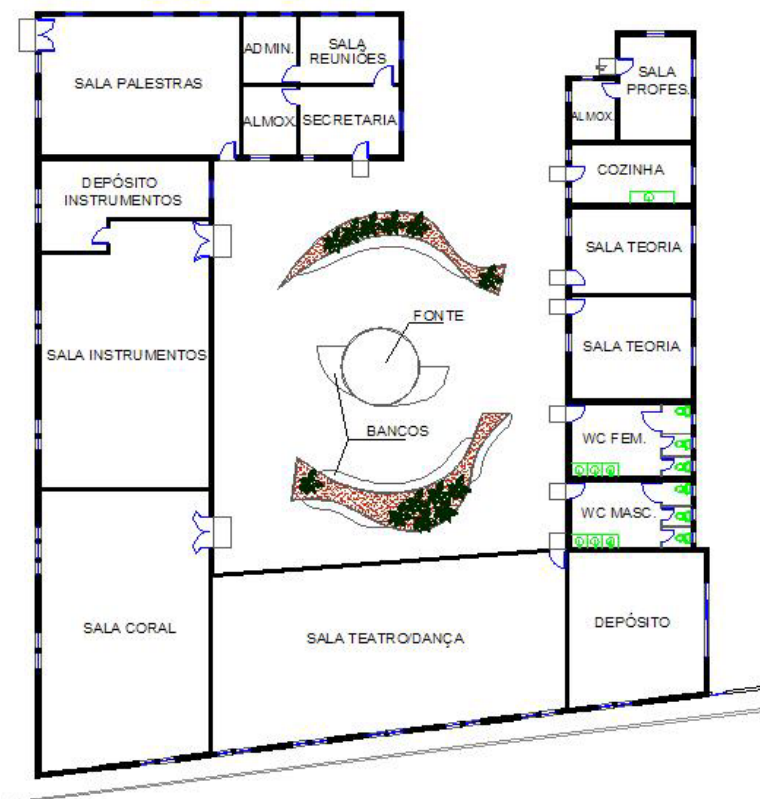 ADMIN.
SALA
REUNIÕES
SALA PALESTRAS
ALMOX.
SECRETARIA
SALA
PROFES.
ALMOX.
COZINHA
DEPÓSITO
INSTRUMENTOS
SALA TEORIA
FONTE
SALA INSTRUMENTOS
SALA TEORIA
BANCOS
WC FEM.
WC MASC.
SALA CORAL
SALA TEATRO/DANÇA
DEPÓSITO